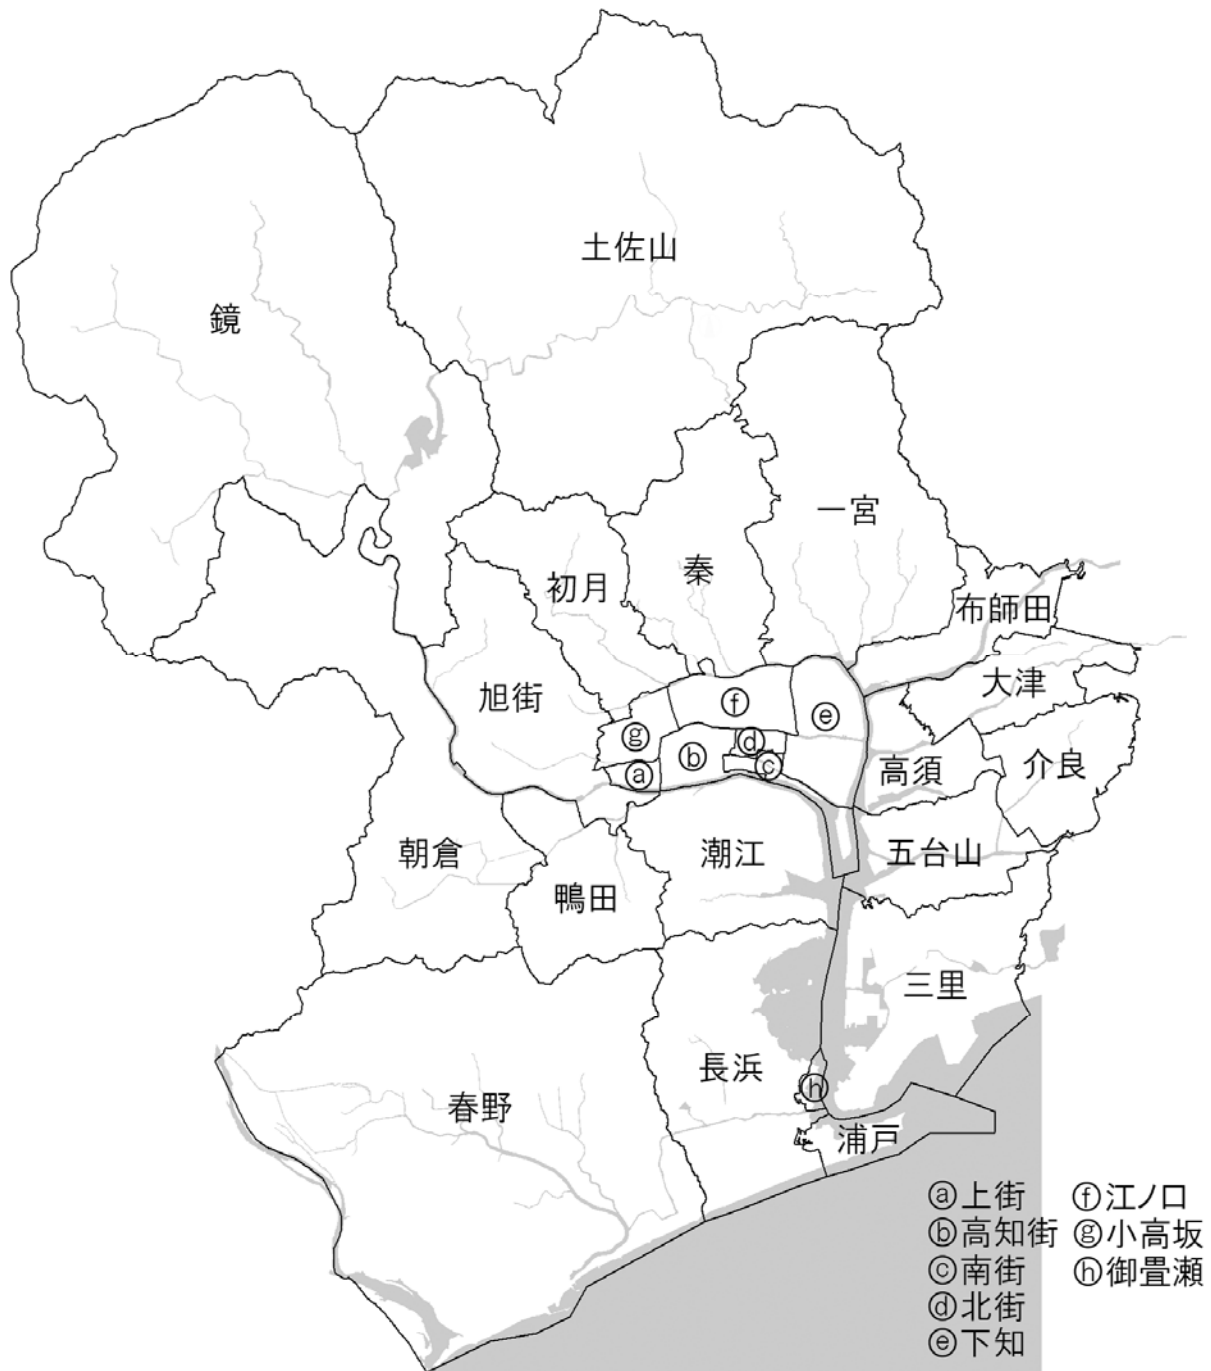 土佐山
鏡
一宮
秦
初月
布師田
大津
旭街
ⓕ
ⓔ
ⓖ
ⓓ
ⓑ
ⓒ
ⓐ
高須
介良
朝倉
潮江
五台山
鴨田
三里
長浜
ⓗ
春野
浦戸
ⓐ上街 ⓕ江ノ口
ⓑ高知街 ⓖ小高坂
ⓒ南街 ⓗ御畳瀬
ⓓ北街
ⓔ下知